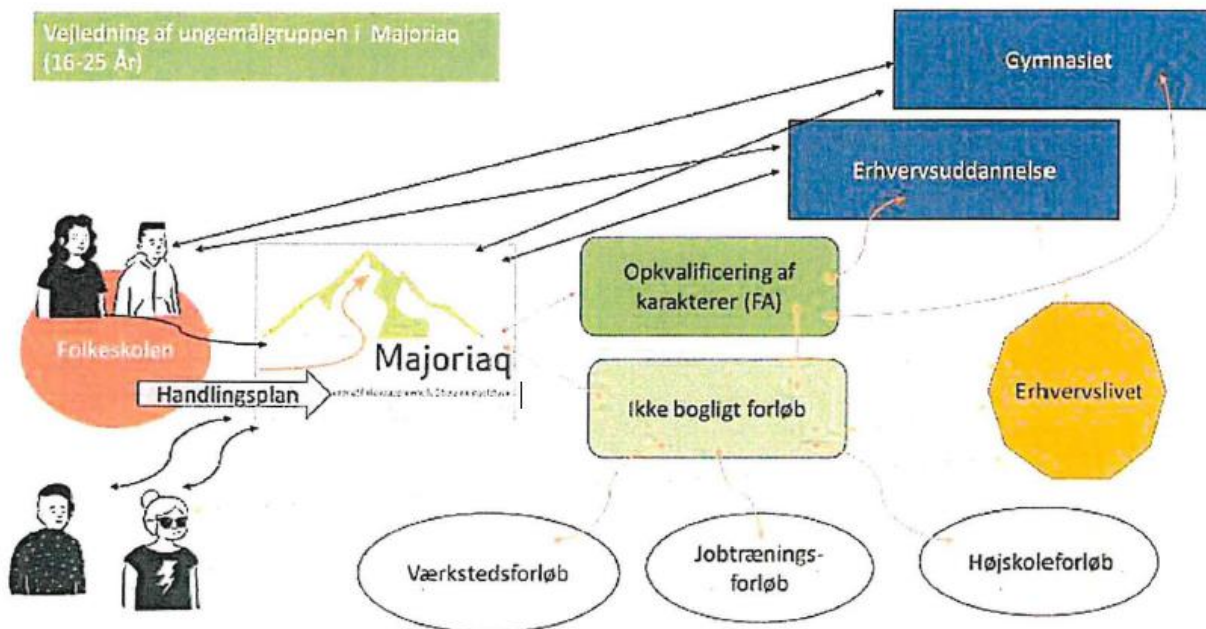 Vejledning af ungemålgruppen i Majoriaq
(16-25 År)
Gymnasiet
Erhvervsuddannelse
Opkvalificering af
karakterer (FA)
Folkeskolen
Majoriaq
Handlingsplan
Ikke bogligt forløb
Erhvervslivet
Værkstedsforløb
Jobtrænings-
forløb
Højskoleforløb